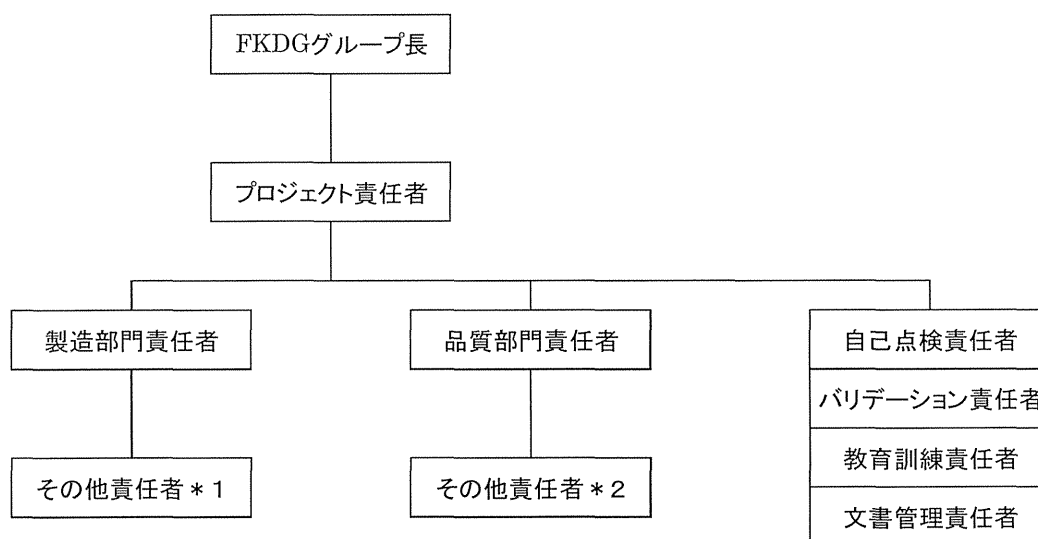 FKDGグループ長
プロジェクト責任者
製造部門責任者
品質部門責任者
自己点検責任者
バリデーション責任者
教育訓練責任者
文書管理責任者
その他責任者＊1
その他責任者＊2